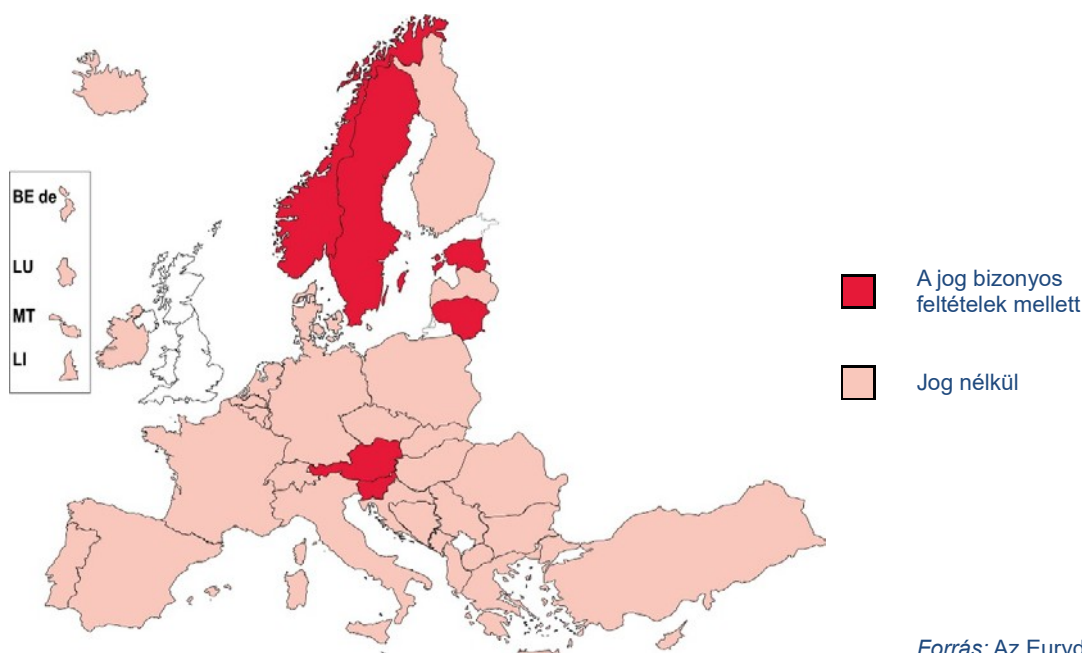 BE de
LU
MT
LI
A jog bizonyos
feltételek mellett
Jog nélkül
Forrás: Az Euryd